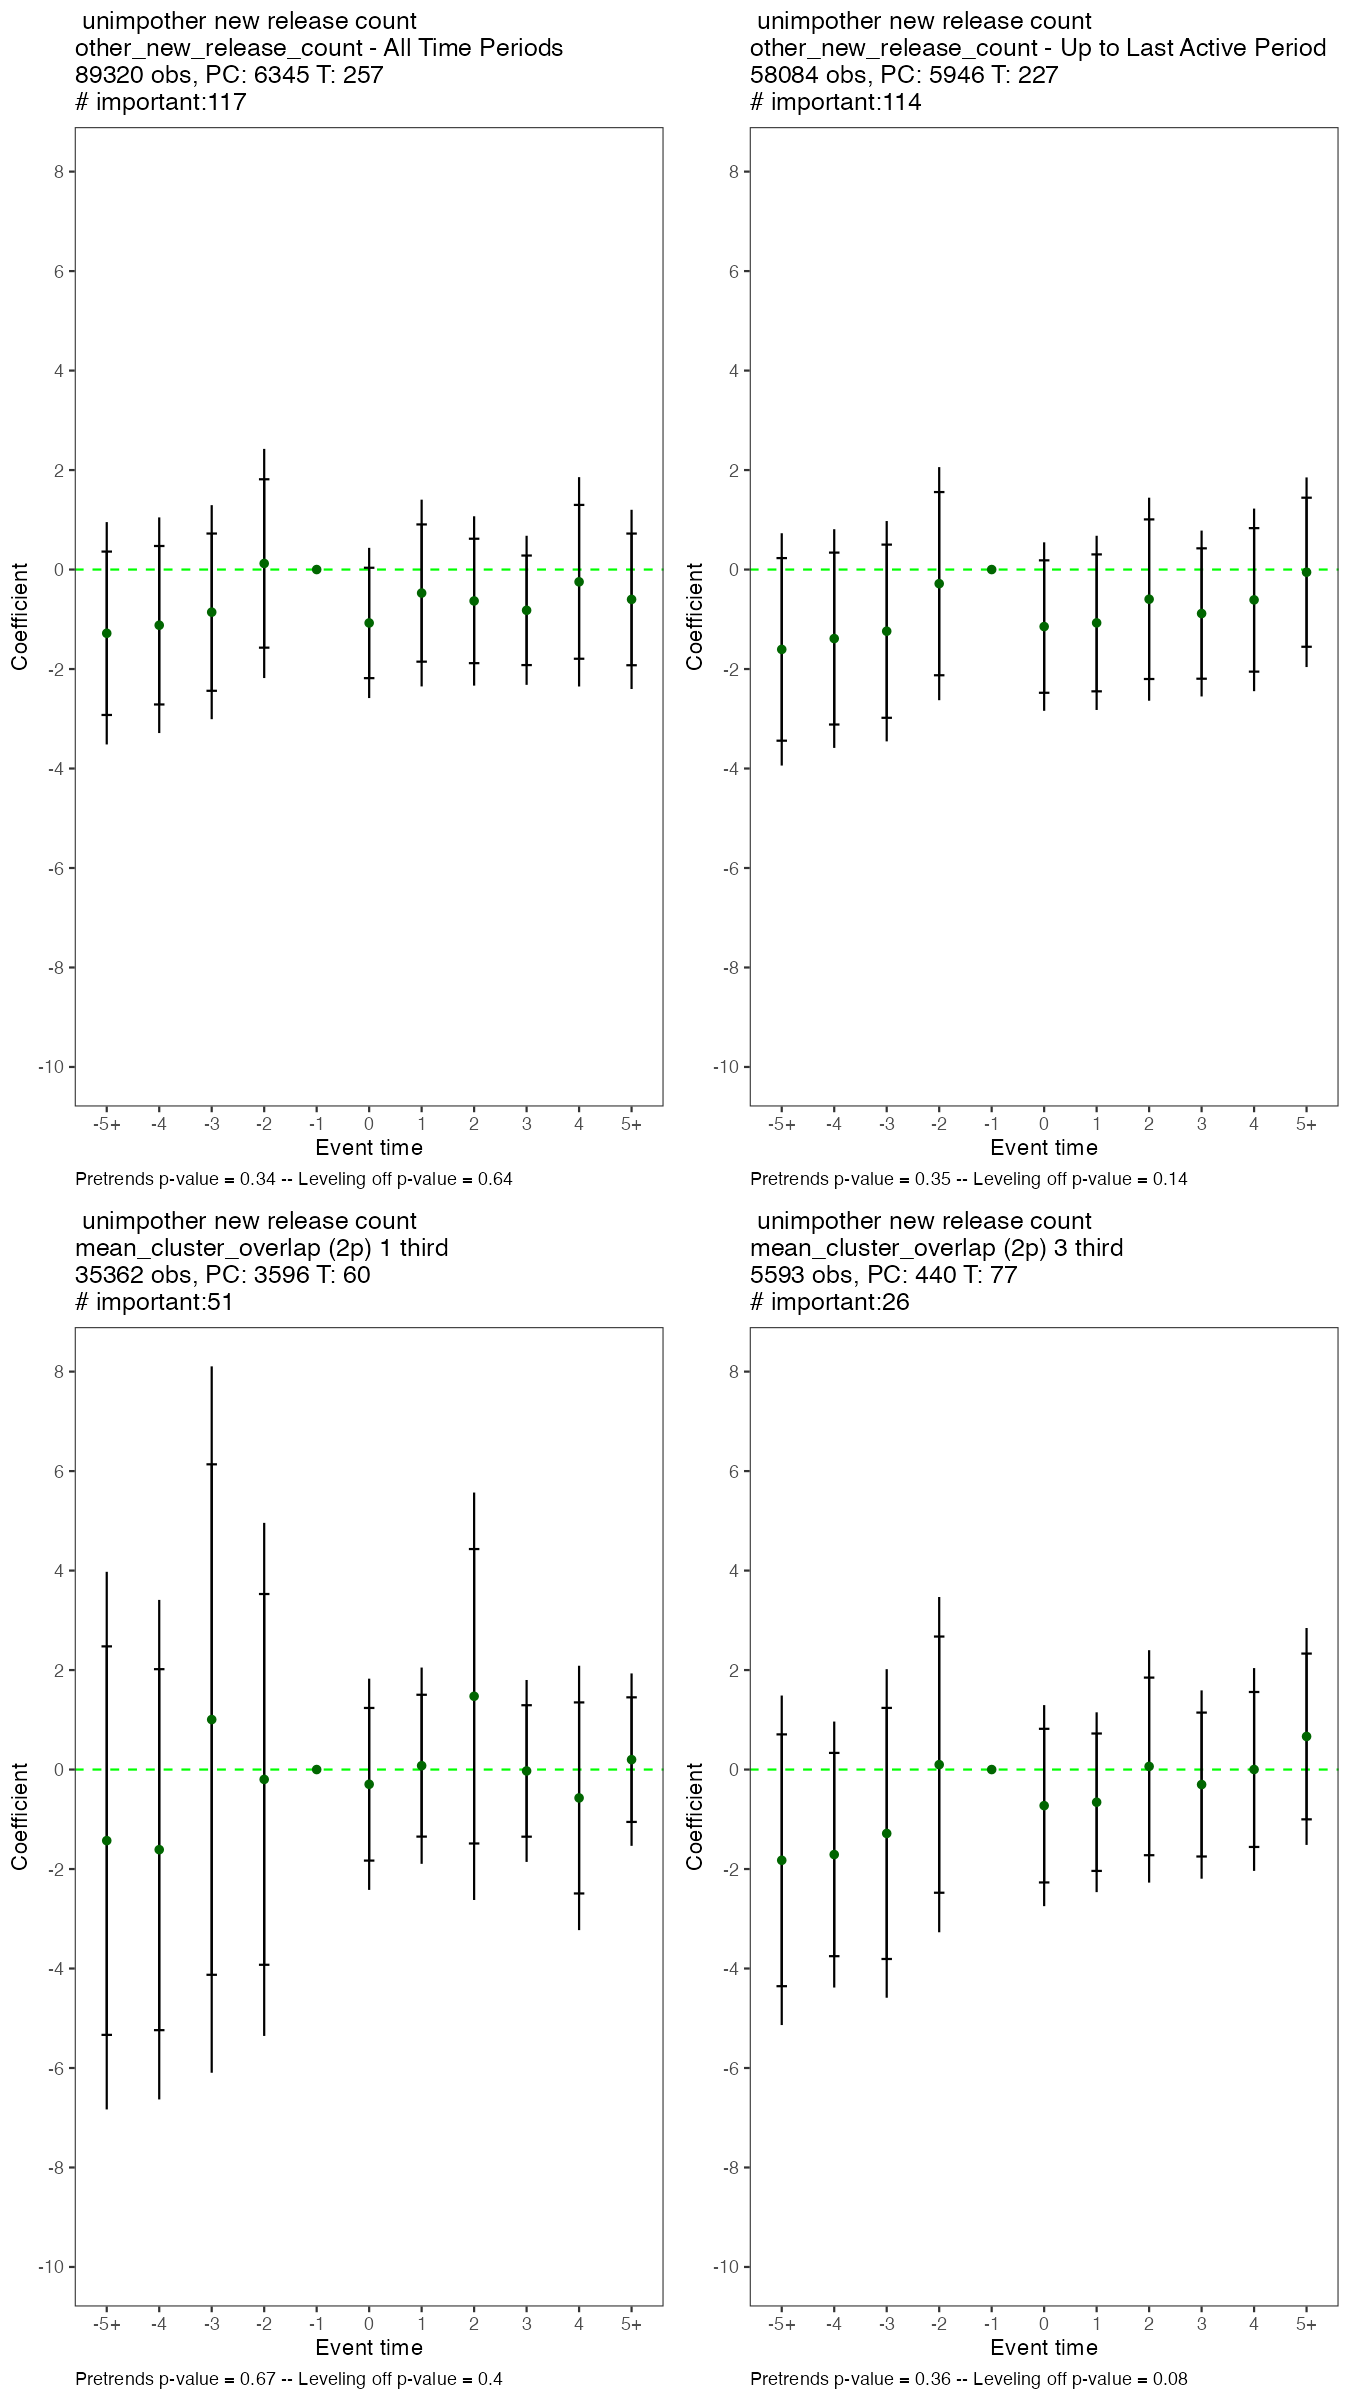 unimpother new release count
other_new_release_count - All Time Periods
89320 obs, PC: 6345 T: 257
# important:117
8
6
4
2
0
-2
-4
-6
-8
-10
Coefficient
-5+ -4 -3 -2 -1 0 1 2 3 4 5+
Event time
Pretrends p-value = 0.34 -- Leveling off p-value = 0.64
unimpother new release count
other_new_release_count - Up to Last Active Period
58084 obs, PC: 5946 T: 227
# important:114
8
6
4
2
0
-2
-4
-6
-8
-10
Coefficient
-5+ -4 -3 -2 -1 0 1 2 3 4 5+
Event time
Pretrends p-value = 0.35 -- Leveling off p-value = 0.14
unimpother new release count
mean_cluster_overlap (2p) 1 third
35362 obs, PC: 3596 T: 60
# important:51
8
6
4
2
0
-2
-4
-6
-8
-10
Coefficient
-5+ -4 -3 -2 -1 0 1 2 3 4 5+
Event time
Pretrends p-value = 0.67 -- Leveling off p-value = 0.4
unimpother new release count
mean_cluster_overlap (2p) 3 third
5593 obs, PC: 440 T: 77
# important:26
8
6
4
2
0
-2
-4
-6
-8
-10
Coefficient
-5+ -4 -3 -2 -1 0 1 2 3 4 5+
Event time
Pretrends p-value = 0.36 -- Leveling off p-value = 0.08